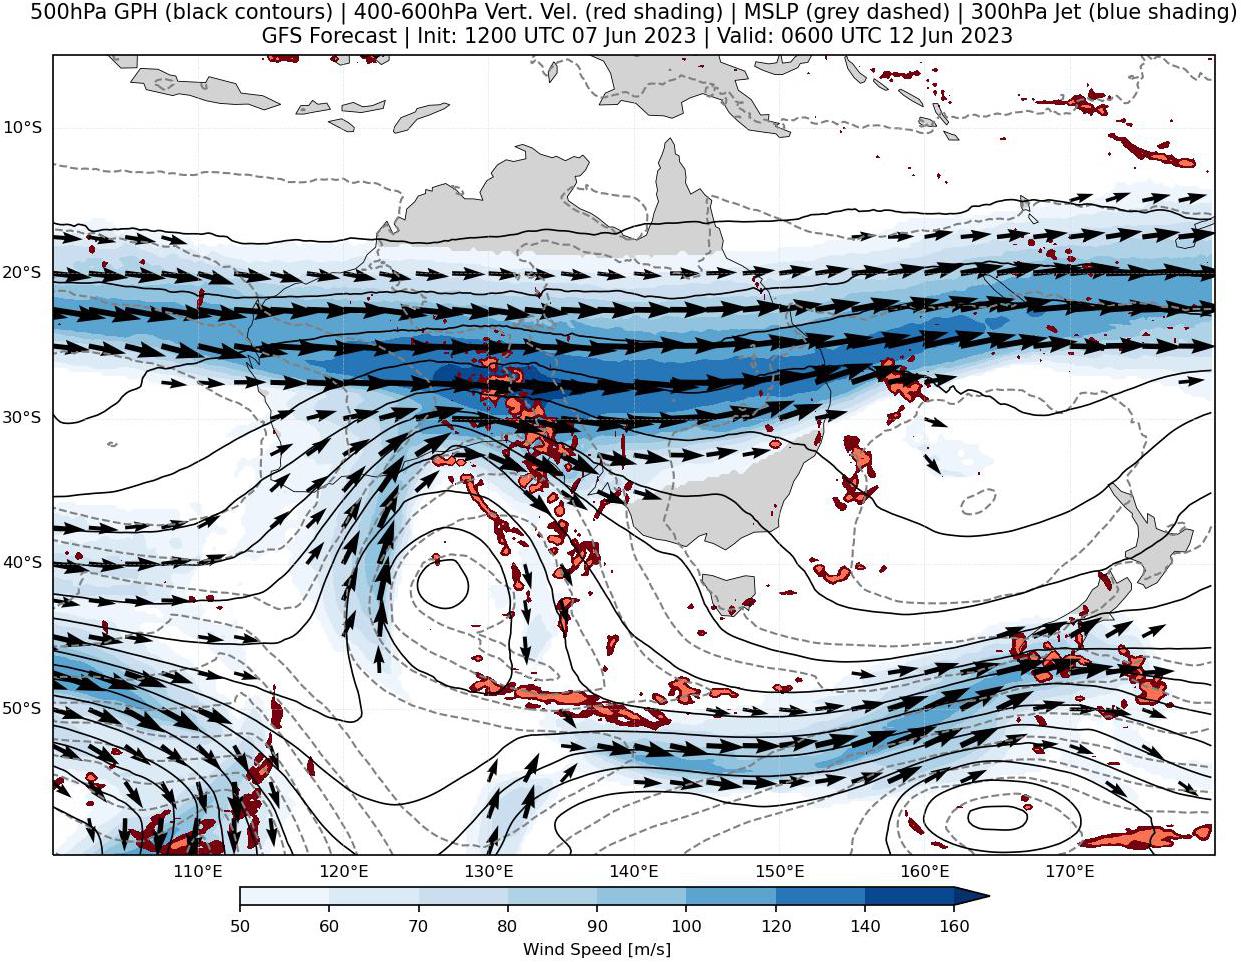 500hPa GPH (black contours) | 400-600hPa Vert. Vel. (red shading) | MSLP (grey dashed) | 300hPa Jet (blue shading)
GFS Forecast | Init: 1200 UTC 07 Jun 2023 | Valid: 0600 UTC 12 Jun 2023
10°S
20°S
30°S
40°S
50°S
110°E 120°E 130°E 140°E 150°E 160°E 170°E
50 60 70 80 90 100 120 140 160
Wind Speed [m/s]